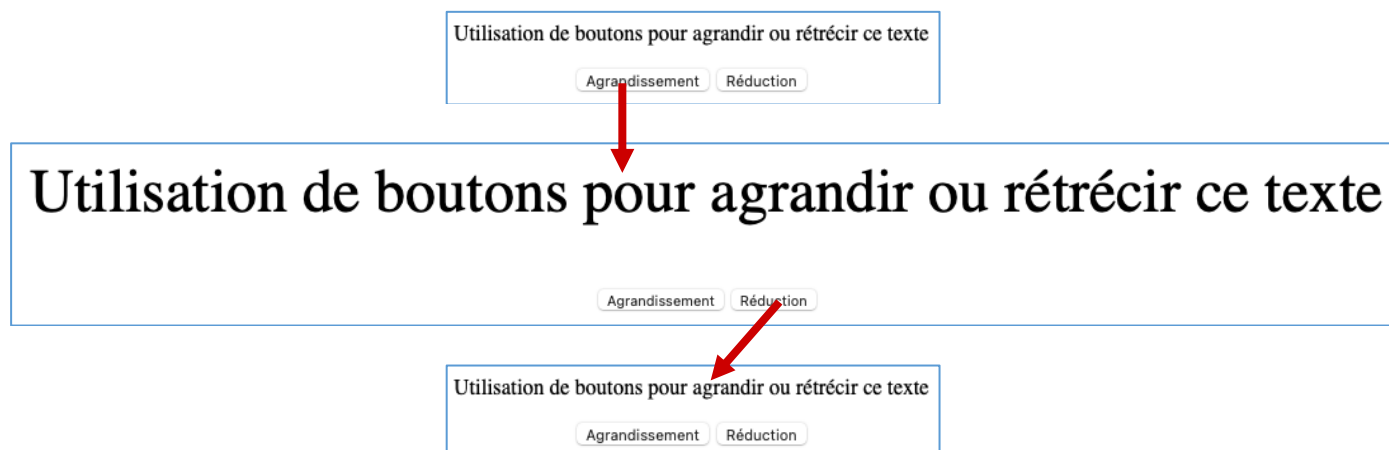 Utilisation de boutons pour agrandir ou rétrécir ce texte
Agrandissement Réduction
Utilisation de boutons pour agrandir ou rétrécir ce texte
Agrandissement Réduction
Utilisation de boutons pour agrandir ou rétrécir ce texte
Agrandissement Réduction